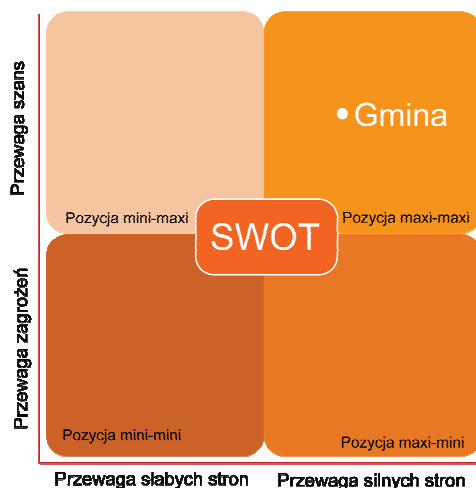 Przewaga szans
• Gmina
Pozycja mini-maxi
Pozycja maxi-maxi
SWOT
Przewaga zagrożeń
Pozycja mini-mini
Pozycja maxi-mini
Przewaga słabych stron
Przewaga silnych stron